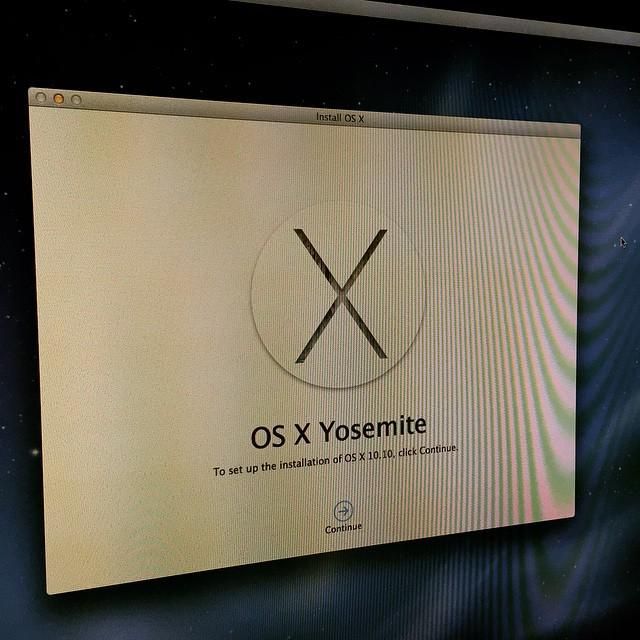 Install OS X
X
OS X Yosemite
To set up the installation of OS X 10.10, click Continue.
Continue